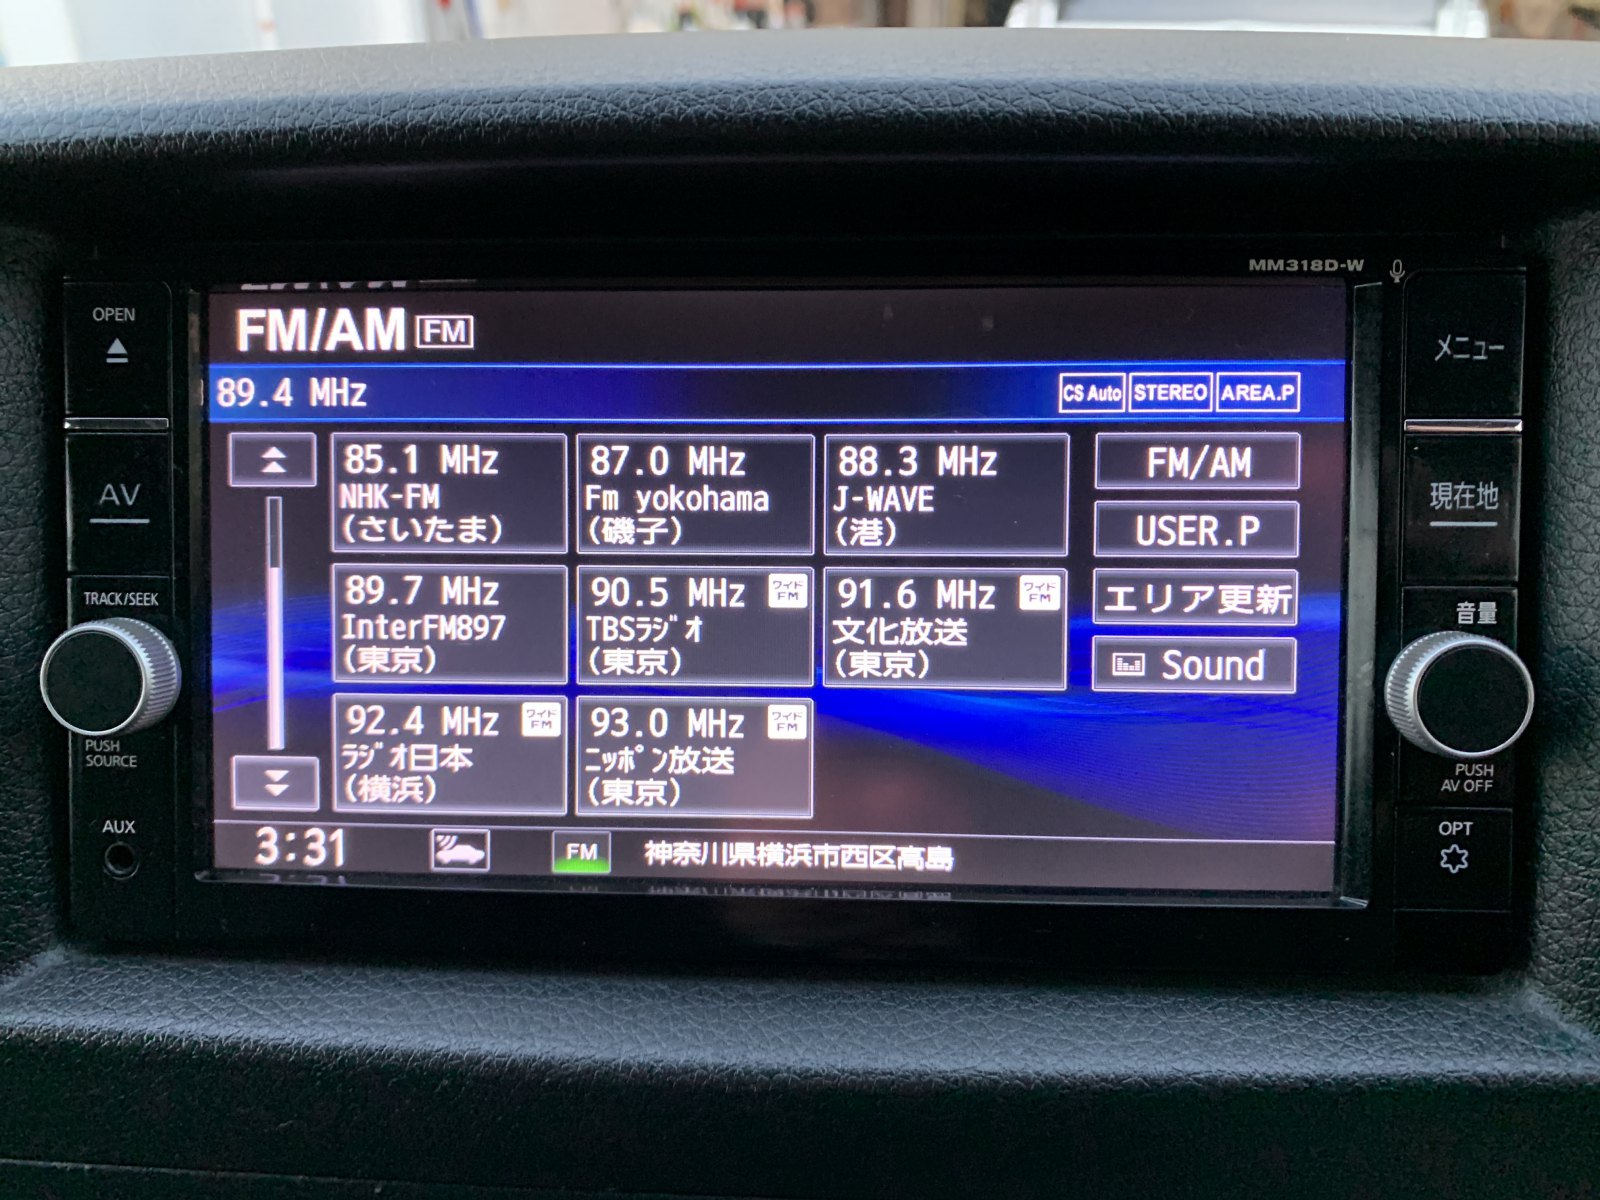 MM318D-W
OPEN
FM/AM FM
メニュー
89.4 MHz
CS Auto STEREO AREA.P
85.1 MHz
NHK-FM
(さいたま)
87.0 MHz
Fm yokohama
(磯子)
88.3 MHz
J-WAVE
(港)
FM/AM
AV
現在地
USER.P
89.7 MHz
InterFM897
(東京)
90.5 MHz ワイドFM
TBSラジオ
(東京)
91.6 MHz ワイドFM
文化放送
(東京)
エリア更新
TRACK/SEEK
音量
Sound
92.4 MHz ワイドFM
ラジオ日本
(横浜)
93.0 MHz ワイドFM
ニッポン放送
(東京)
PUSH
SOURCE
PUSH
AV OFF
AUX
OPT
3:31
FM
神奈川県横浜市西区高島